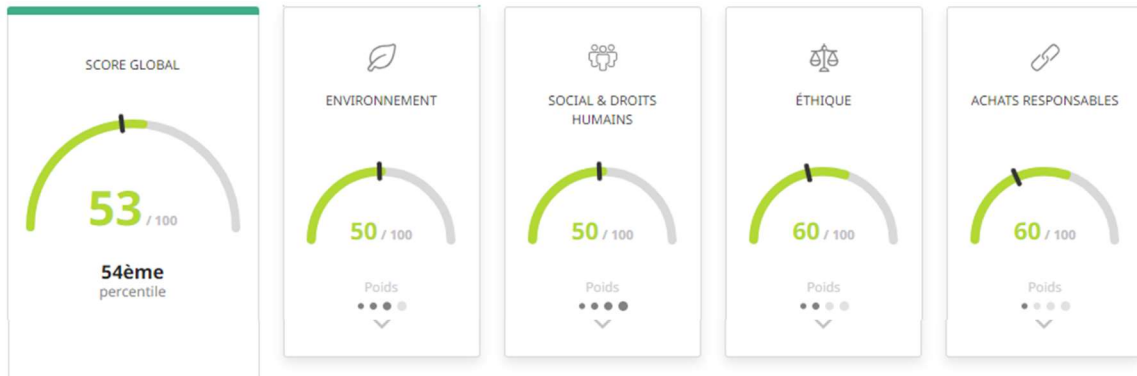 SCORE GLOBAL
53 / 100
54ème
percentile
ENVIRONNEMENT
50 / 100
Poids
SOCIAL & DROITS
HUMAINS
50 / 100
Poids
ÉTHIQUE
60 / 100
Poids
ACHATS RESPONSABLES
60 / 100
Poids